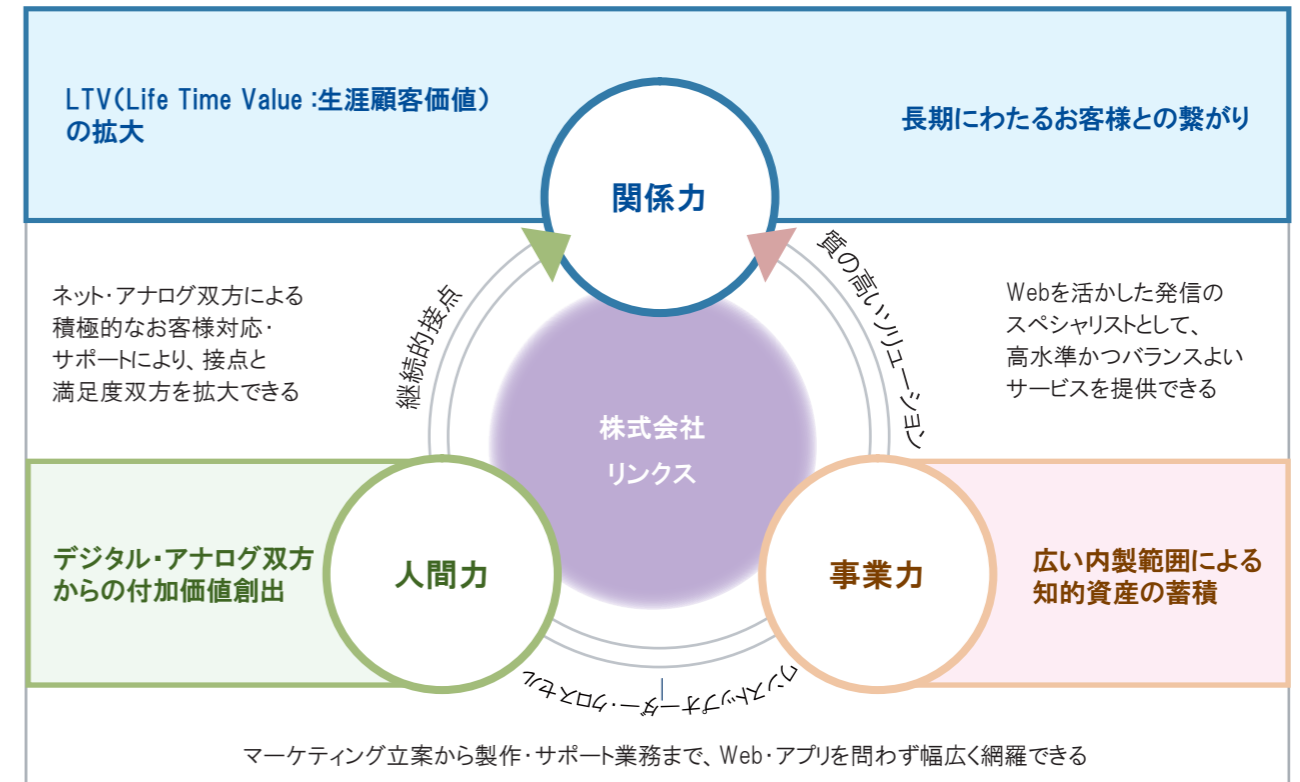 LTV(Life Time Value :生涯顧客価値)
の拡大
長期にわたるお客様との繋がり
関係力
継続的接点
質の高いソリューション
ネット・アナログ双方による
積極的なお客様対応・
サポートにより、接点と
満足度双方を拡大できる
Webを活かした発信の
スペシャリストとして、
高水準かつバランスよい
サービスを提供できる
株式会社
リンクス
デジタル・アナログ双方
からの付加価値創出
人間力
事業力
広い内製範囲による
知的資産の蓄積
ワンストップオーダー・クロスセル
マーケティング立案から製作・サポート業務まで、Web・アプリを問わず幅広く網羅できる